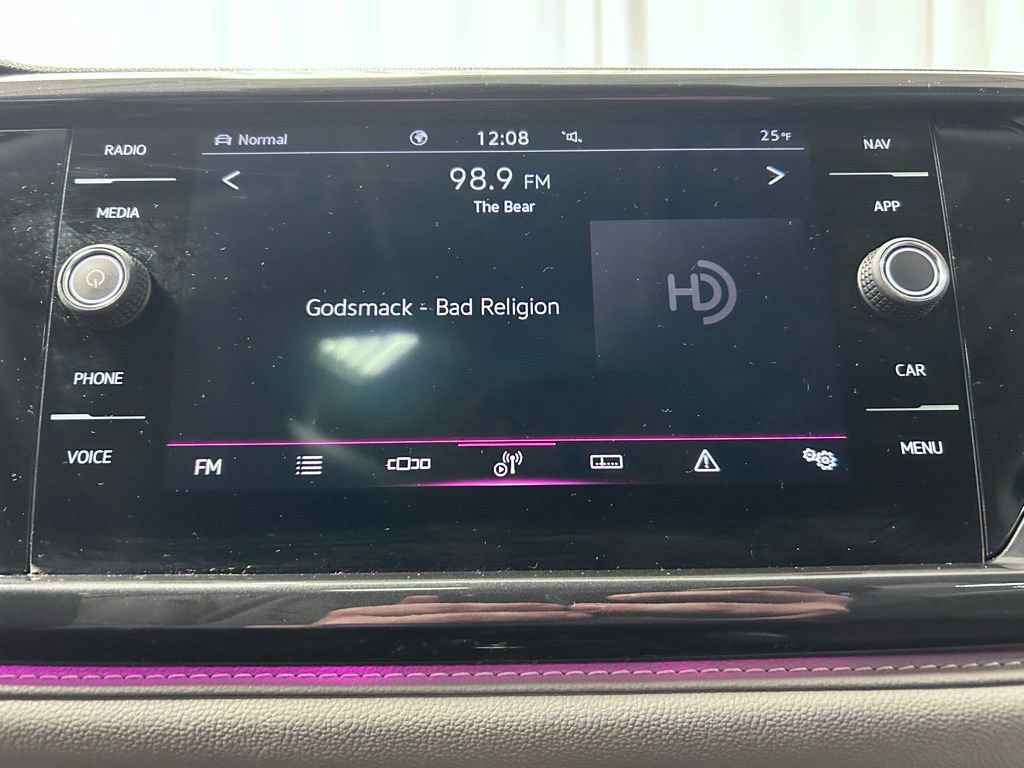 RADIO
MEDIA
PHONE
VOICE
Normal 12:08 25°F
98.9 FM
The Bear
Godsmack - Bad Religion
HD
FM
NAV
APP
CAR
MENU